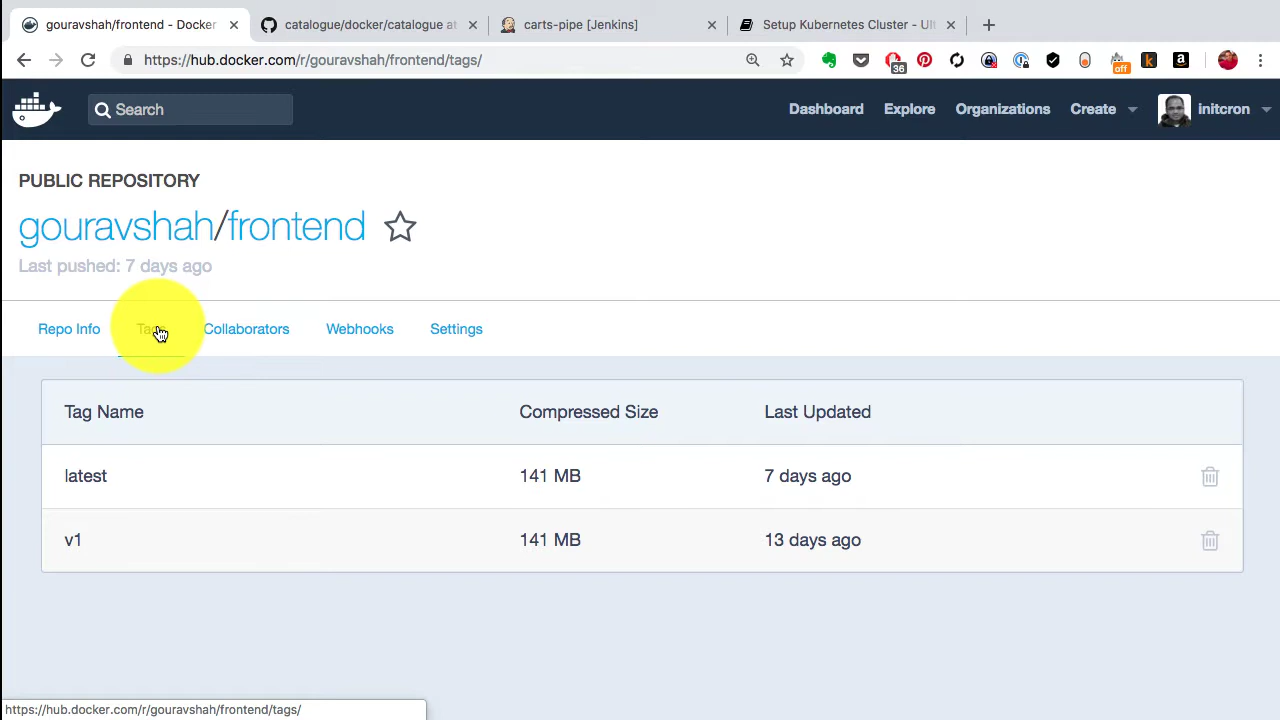 gouravshah/frontend - Docker
catalogue/docker/catalogue at
carts-pipe [Jenkins]
Setup Kubernetes Cluster - Ul
https://hub.docker.com/r/gouravshah/frontend/tags/
36
off
k
a
Search
Dashboard
Explore
Organizations
Create
initcron
PUBLIC REPOSITORY
gouravshah/frontend
Last pushed: 7 days ago
Repo Info
Tags
Collaborators
Webhooks
Settings
Tag Name
Compressed Size
Last Updated
latest
141 MB
7 days ago
v1
141 MB
13 days ago
https://hub.docker.com/r/gouravshah/frontend/tags/